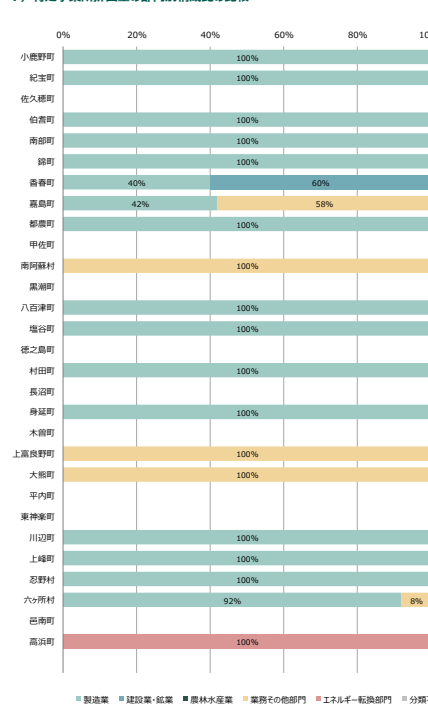 0% 20% 40% 60% 80%
小鹿野町 100%
紀宝町 100%
佐久穂町
伯耆町 100%
南部町 100%
錦町 100%
香春町 40% 60%
嘉島町 42% 58%
都農町 100%
甲佐町
南阿蘇村 100%
黒潮町
八百津町 100%
塩谷町 100%
徳之島町
村田町 100%
長沼町
身延町 100%
木曽町
上富良野町 100%
大熊町 100%
平内町
東神楽町
川辺町 100%
上峰町 100%
忍野村 100%
六ヶ所村 92% 8%
邑南町
高浜町 100%
製造業 建設業・鉱業 農林水産業 業務その他部門 エネルギー転換部門 分類